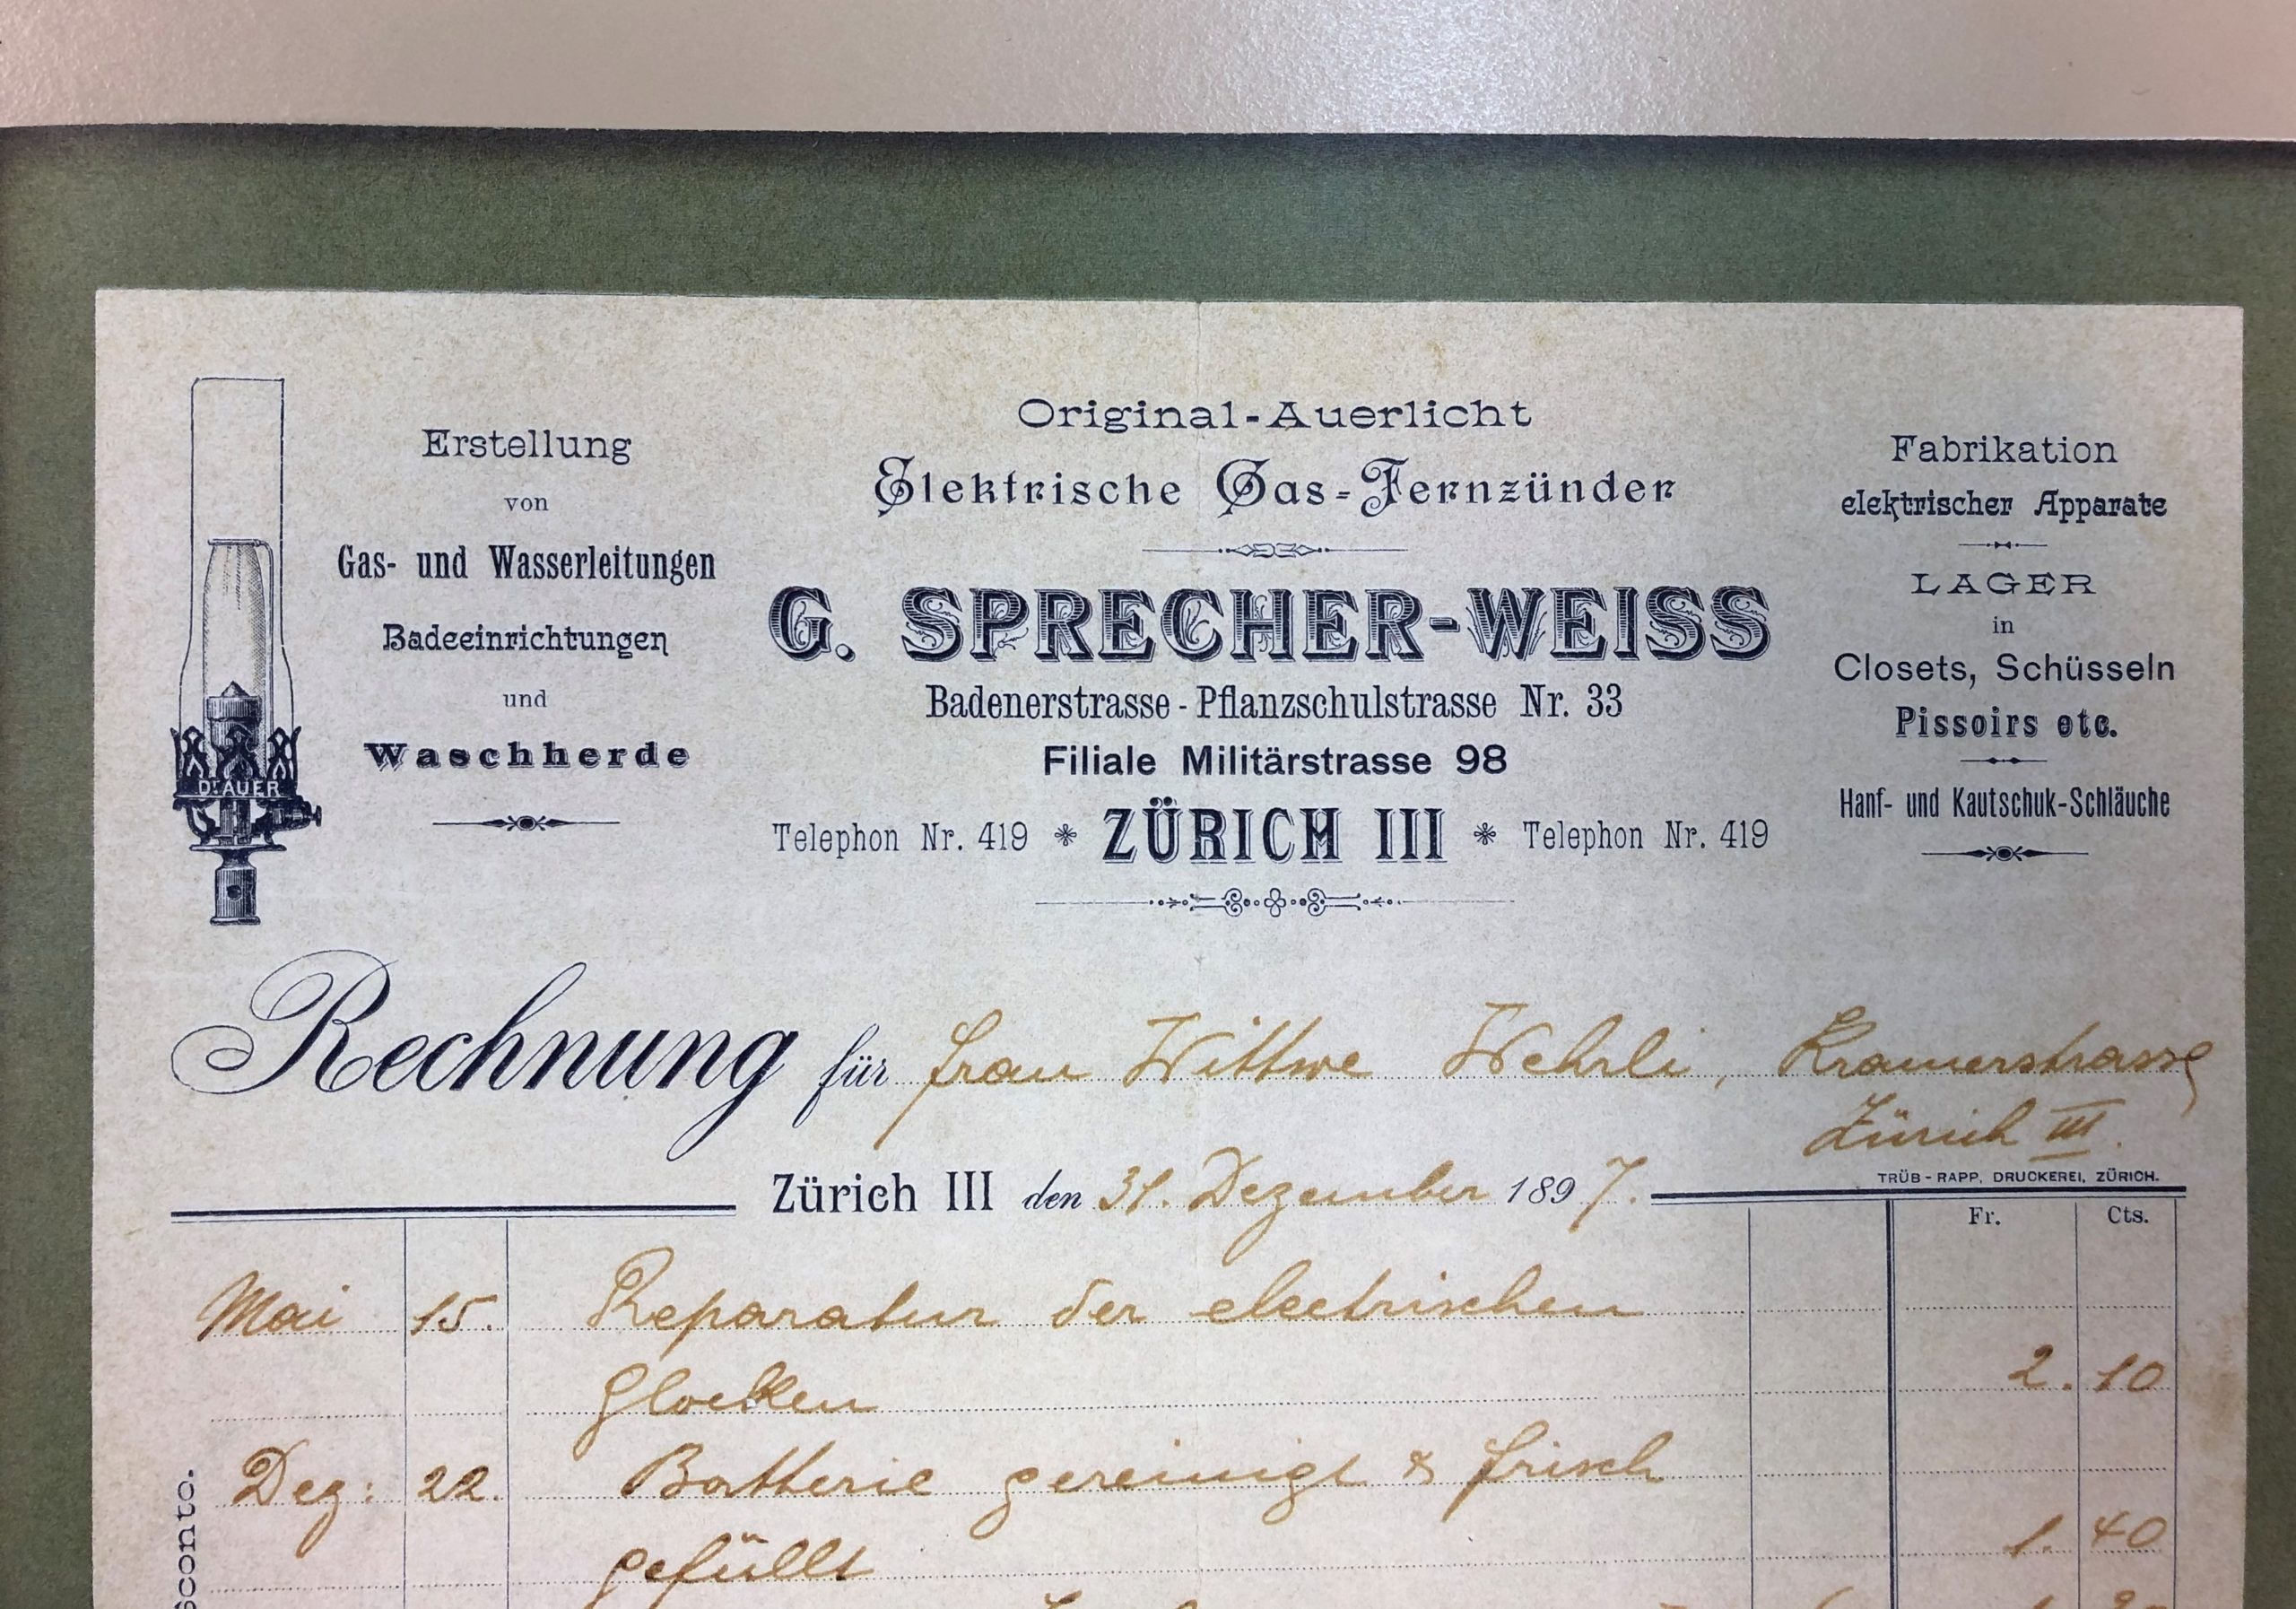 Original-Auerlicht
Elektrische Gas-Fernzünder
G. SPRECHER-WEISS
Badenerstrasse - Pflanzschulstrasse Nr. 33
Filiale Militärstrasse 98
Telephon Nr. 419 * ZÜRICH III * Telephon Nr. 419
Erstellung
von
Gas- und Wasserleitungen
Badeeinrichtungen
und
Waschherde
Dr. AUER
Fabrikation
elektrischer Apparate
LAGER
in
Closets, Schüsseln
Pissoirs etc.
Hanf- und Kautschuk-Schläuche
Rechnung für Frau Wittwe Wehrli, Kramerstrasse
Zürich III.
TRÜB-RAPP, DRUCKEREI, ZÜRICH.
Zürich III den 31. Dezember 1897.
Fr. Cts.
Mai 15. Reparatur der electrischen
Glocken 2. 10
Dez: 22. Batterie gereinigt & frisch
gefüllt 1. 40